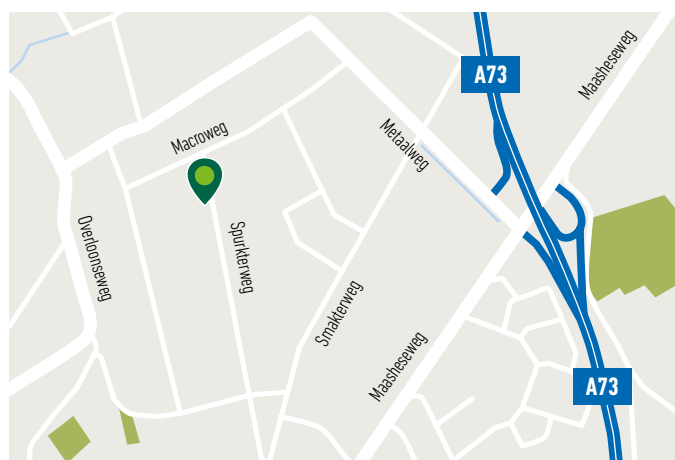 A73
Maasheseweg
Macroweg
Metaalweg
Overloonseweg
Spurkterweg
Smakterweg
Maasheseweg
A73